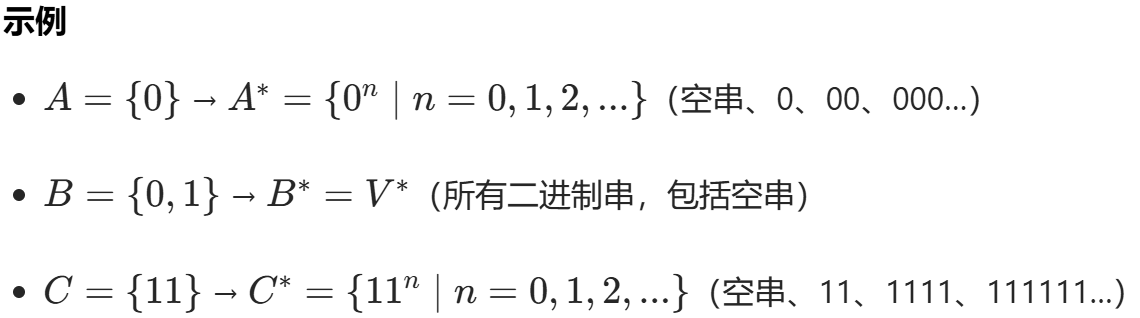 示例
• A = {0} → A* = {0ⁿ | n = 0, 1, 2, ...}（空串、0、00、000...）
• B = {0, 1} → B* = V*（所有二进制串，包括空串）
• C = {11} → C* = {11ⁿ | n = 0, 1, 2, ...}（空串、11、1111、111111...）